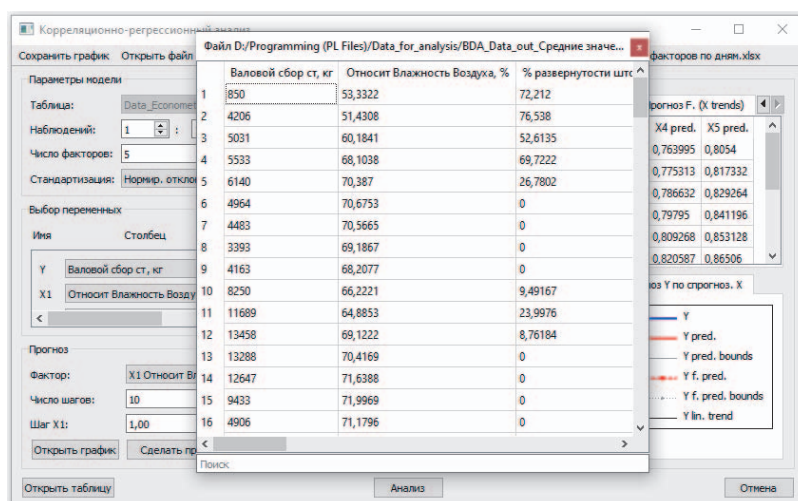 Корреляционно-регрессионный анализ
Сохранить график Открыть файл
факторов по дням.xlsx
Параметры модели
Таблица: Data_Economet
Наблюдений: 1 :
Число факторов: 5
Стандартизация: Нормир. откло
Выбор переменных
Имя Столбец
Y Валовой сбор ст, кг
X1 Относит Влажность Возду
Прогноз
Фактор: X1 Относит Вл
Число шагов: 10
Шаг X1: 1,00
Открыть график Сделать пр
Открыть таблицу Анализ Отмена
Файл D:/Programming (PL Files)/Data_for_analysis/BDA_Data_out_Средние значе... x
Валовой сбор ст, кг Относит Влажность Воздуха, % % развернутости што
1 850 53,3322 72,212
2 4206 51,4308 76,538
3 5031 60,1841 52,6135
4 5533 68,1038 69,7222
5 6140 70,387 26,7802
6 4964 70,6753 0
7 4483 70,5665 0
8 3393 69,1867 0
9 4163 68,2077 0
10 8250 66,2221 9,49167
11 11689 64,8853 23,9976
12 13458 69,1222 8,76184
13 13288 70,4169 0
14 12647 71,6388 0
15 9433 71,9969 0
16 4906 71,1796 0
Поиск
Прогноз F. (X trends)
X4 pred. X5 pred.
0,763995 0,8054
0,775313 0,817332
0,786632 0,829264
0,79795 0,841196
0,809268 0,853128
0,820587 0,86506
ноз Y по спрогноз. X
Y
Y pred.
Y pred. bounds
Y f. pred.
Y f. pred. bounds
Y lin. trend